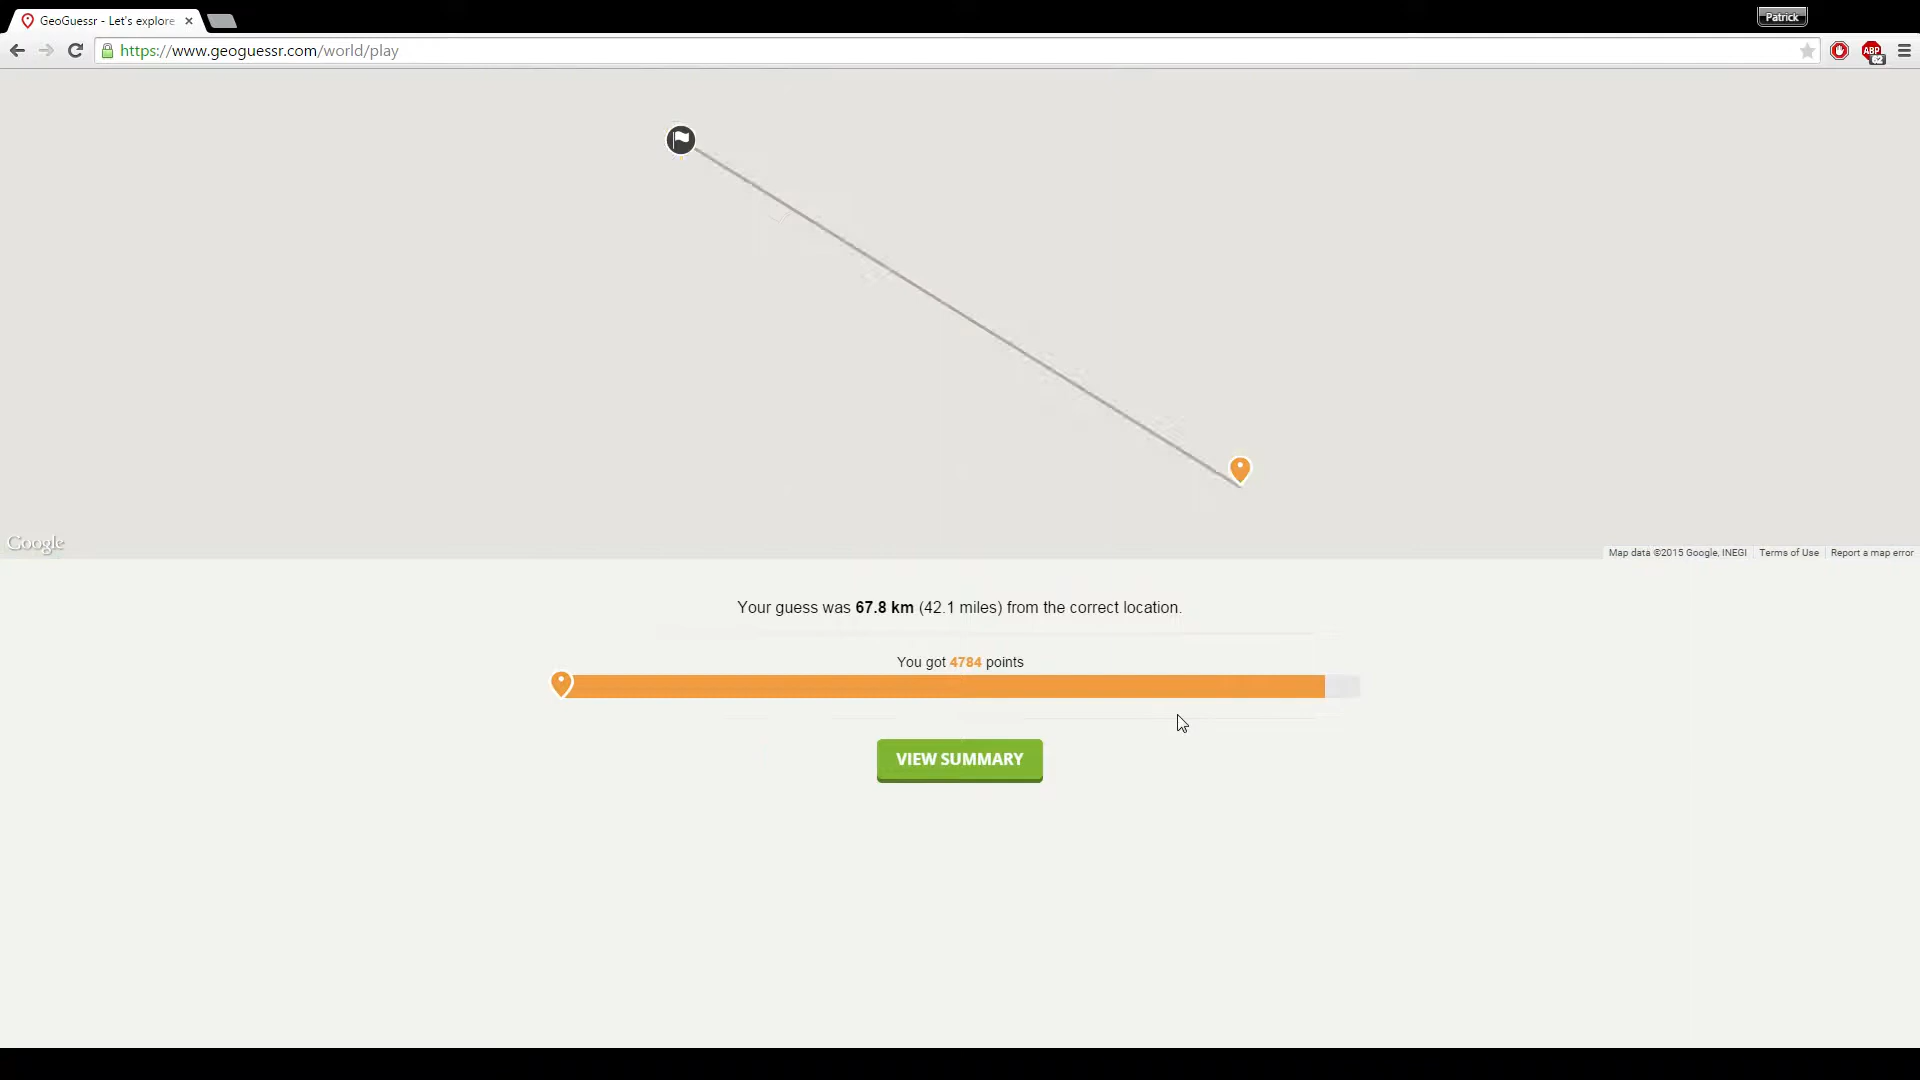 GeoGuessr - Let's explore
Patrick
https://www.geoguessr.com/world/play
ABP
Google
Map data ©2015 Google, INEGI
Terms of Use
Report a map error
Your guess was 67.8 km (42.1 miles) from the correct location.
You got 4784 points
VIEW SUMMARY